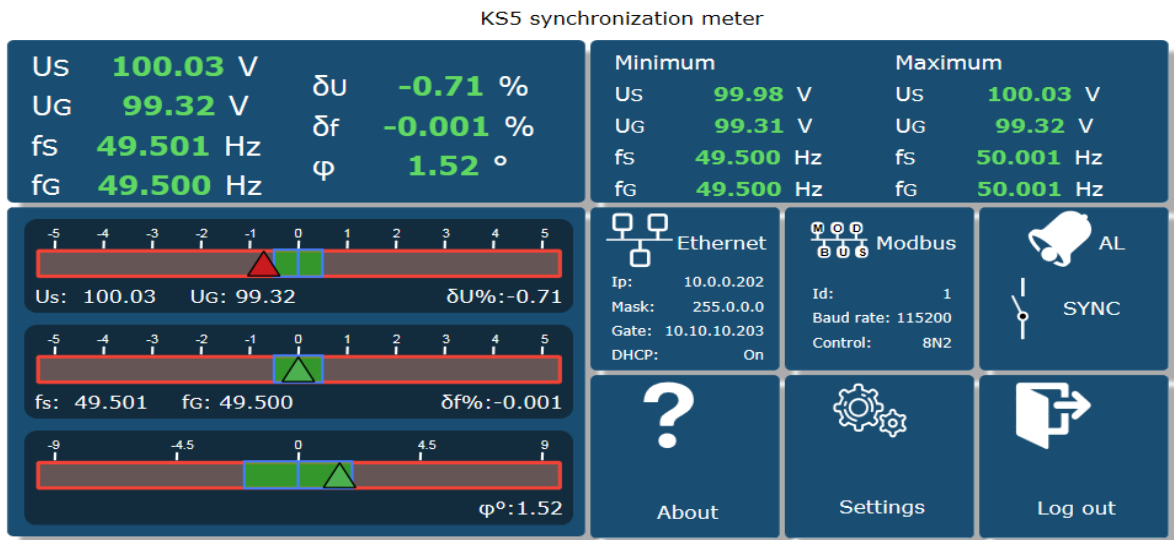 KS5 synchronization meter
Us 100.03 V
UG 99.32 V
fs 49.501 Hz
fG 49.500 Hz
δU -0.71 %
δf -0.001 %
φ 1.52 °
Minimum Maximum
Us 99.98 V Us 100.03 V
UG 99.31 V UG 99.32 V
fs 49.500 Hz fs 50.001 Hz
fG 49.500 Hz fG 50.001 Hz
-5 -4 -3 -2 -1 0 1 2 3 4 5
Us: 100.03 UG: 99.32 δU%:-0.71
-5 -4 -3 -2 -1 0 1 2 3 4 5
fs: 49.501 fG: 49.500 δf%:-0.001
-9 -4.5 0 4.5 9
φ°:1.52
Ethernet
Ip: 10.0.0.202
Mask: 255.0.0.0
Gate: 10.10.10.203
DHCP: On
MOD
BUS
Modbus
Id: 1
Baud rate: 115200
Control: 8N2
AL
SYNC
?
About
Settings
Log out